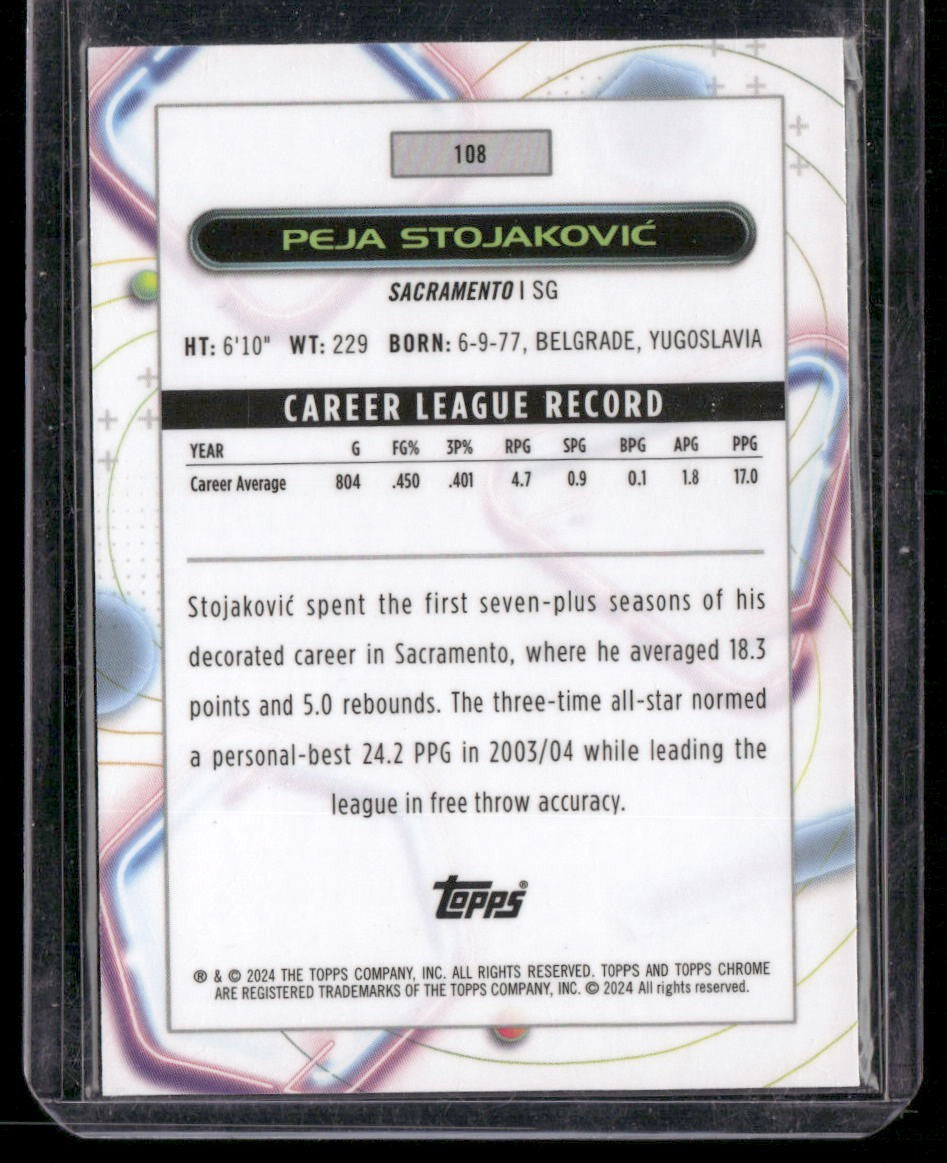 108
PEJA STOJAKOVIĆ
SACRAMENTO | SG
HT: 6'10" WT: 229 BORN: 6-9-77, BELGRADE, YUGOSLAVIA
CAREER LEAGUE RECORD
YEAR G FG% 3P% RPG SPG BPG APG PPG
Career Average 804 .450 .401 4.7 0.9 0.1 1.8 17.0
Stojaković spent the first seven-plus seasons of his
decorated career in Sacramento, where he averaged 18.3
points and 5.0 rebounds. The three-time all-star normed
a personal-best 24.2 PPG in 2003/04 while leading the
league in free throw accuracy.
topps®
® & © 2024 THE TOPPS COMPANY, INC. ALL RIGHTS RESERVED. TOPPS AND TOPPS CHROME
ARE REGISTERED TRADEMARKS OF THE TOPPS COMPANY, INC. © 2024 All rights reserved.